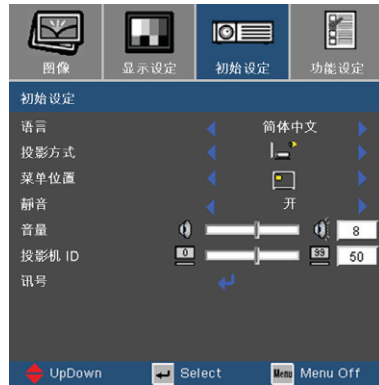 图像 显示设定 初始设定 功能设定
初始设定
语言 简体中文
投影方式
菜单位置
靜音 开
音量 8
投影机 ID 0 99 50
讯号
UpDown Select Menu Menu Off